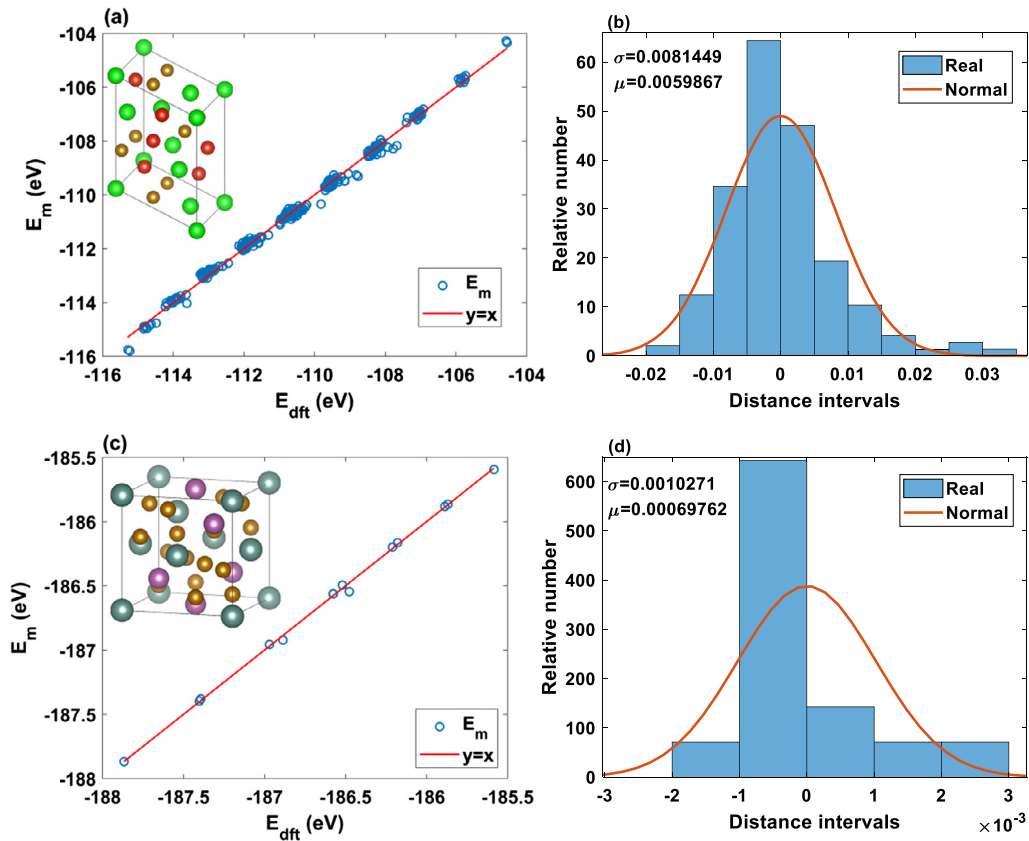 (a)
-104
-106
-108
-110
-112
-114
-116
E_m (eV)
-116 -114 -112 -110 -108 -106 -104
E_dft (eV)
E_m
y=x
(b)
σ=0.0081449
μ=0.0059867
Real
Normal
60
50
40
30
20
10
0
Relative number
-0.02 -0.01 0 0.01 0.02 0.03
Distance intervals
(c)
-185.5
-186
-186.5
-187
-187.5
-188
E_m (eV)
-188 -187.5 -187 -186.5 -186 -185.5
E_dft (eV)
E_m
y=x
(d)
σ=0.0010271
μ=0.00069762
Real
Normal
600
500
400
300
200
100
0
Relative number
-3 -2 -1 0 1 2 3
Distance intervals
×10⁻³